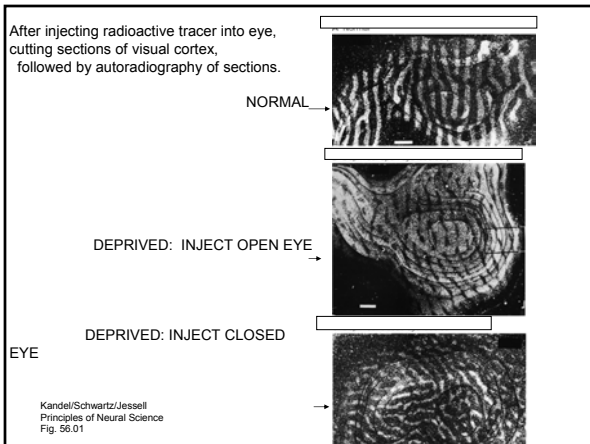 After injecting radioactive tracer into eye,
cutting sections of visual cortex,
followed by autoradiography of sections.
NORMAL
DEPRIVED: INJECT OPEN EYE
DEPRIVED: INJECT CLOSED
EYE
Kandel/Schwartz/Jessell
Principles of Neural Science
Fig. 56.01